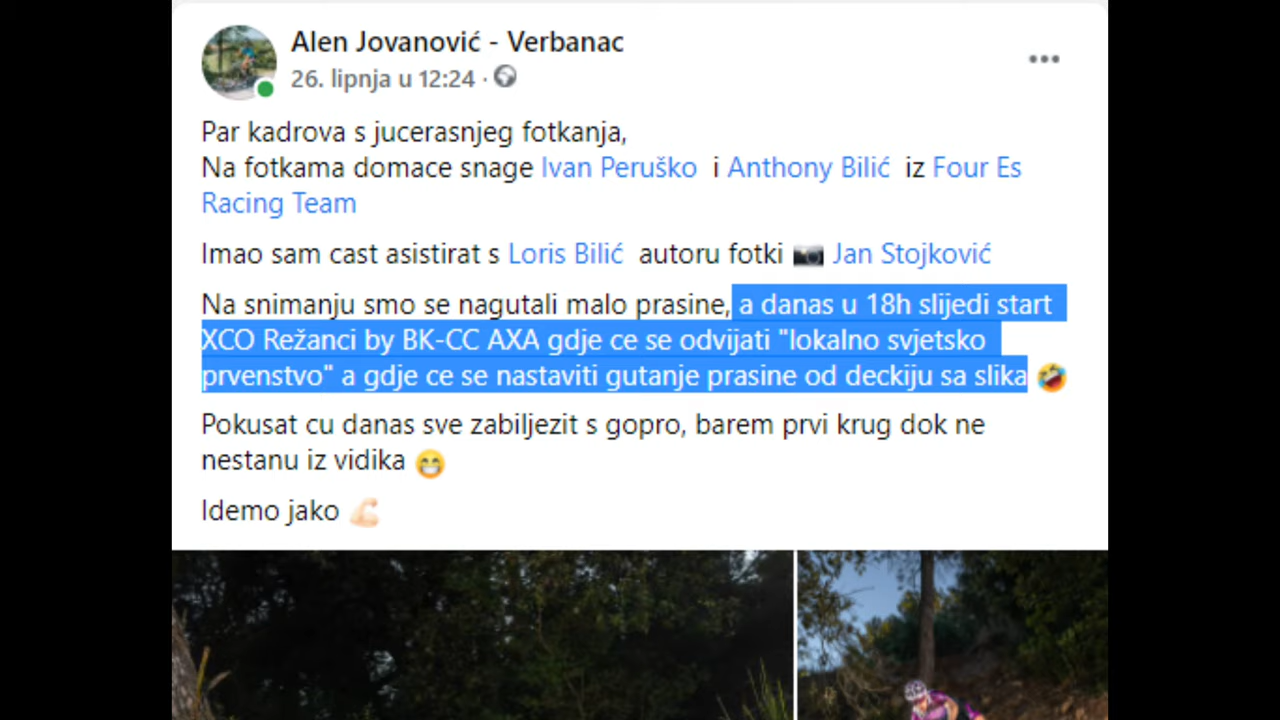 Alen Jovanović - Verbanac
26. lipnja u 12:24 ·
Par kadrova s jucerasnjeg fotkanja,
Na fotkama domace snage Ivan Peruško i Anthony Bilić iz Four Es
Racing Team
Imao sam cast asistirat s Loris Bilić autoru fotki 📷 Jan Stojković
Na snimanju smo se nagutali malo prasine, a danas u 18h slijedi start
XCO Režanci by BK-CC AXA gdje ce se odvijati "lokalno svjetsko
prvenstvo" a gdje ce se nastaviti gutanje prasine od deckiju sa slika 🤣
Pokusat cu danas sve zabiljezit s gopro, barem prvi krug dok ne
nestanu iz vidika 😁
Idemo jako 💪🏻